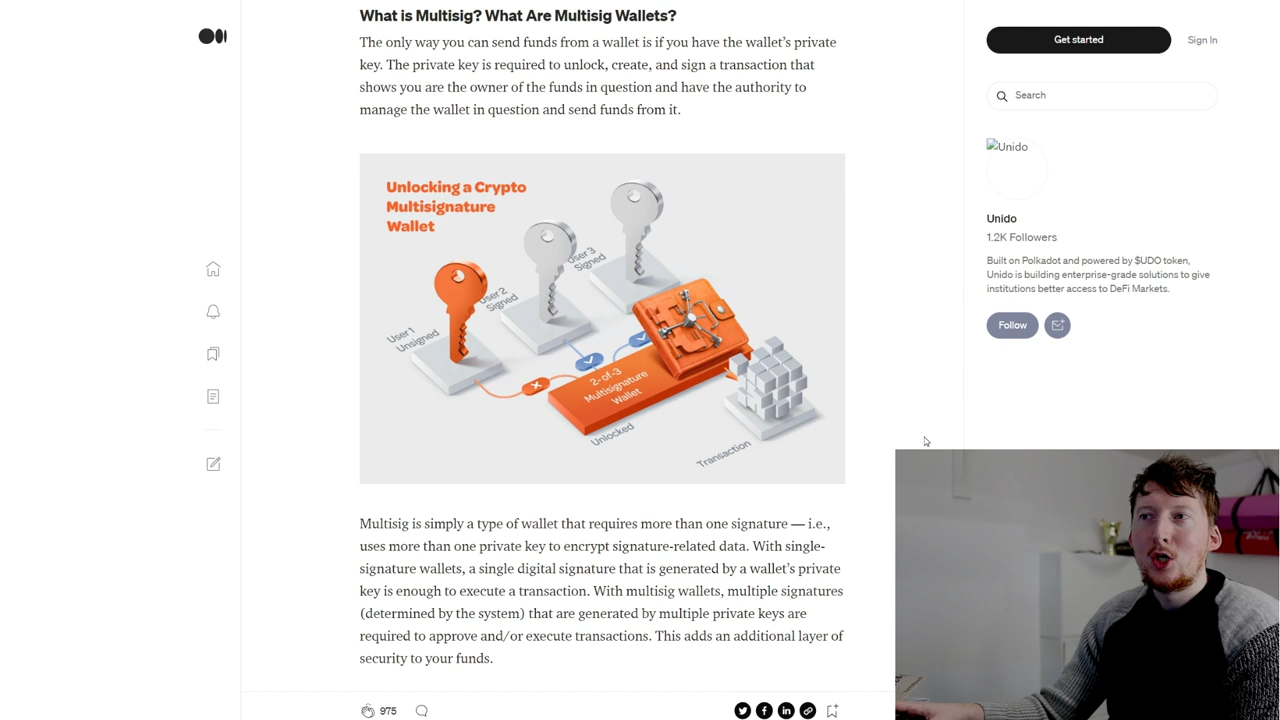 What is Multisig? What Are Multisig Wallets?
The only way you can send funds from a wallet is if you have the wallet's private
key. The private key is required to unlock, create, and sign a transaction that
shows you are the owner of the funds in question and have the authority to
manage the wallet in question and send funds from it.
Unlocking a Crypto
Multisignature
Wallet
User 1
Unsigned
User 2
Signed
User 3
Signed
2-of-3
Multisignature
Wallet
Unlocked
Transaction
Multisig is simply a type of wallet that requires more than one signature — i.e.,
uses more than one private key to encrypt signature-related data. With single-
signature wallets, a single digital signature that is generated by a wallet's private
key is enough to execute a transaction. With multisig wallets, multiple signatures
(determined by the system) that are generated by multiple private keys are
required to approve and/or execute transactions. This adds an additional layer of
security to your funds.
975
Get started
Sign In
Search
Unido
Unido
1.2K Followers
Built on Polkadot and powered by $UDO token,
Unido is building enterprise-grade solutions to give
institutions better access to DeFi Markets.
Follow